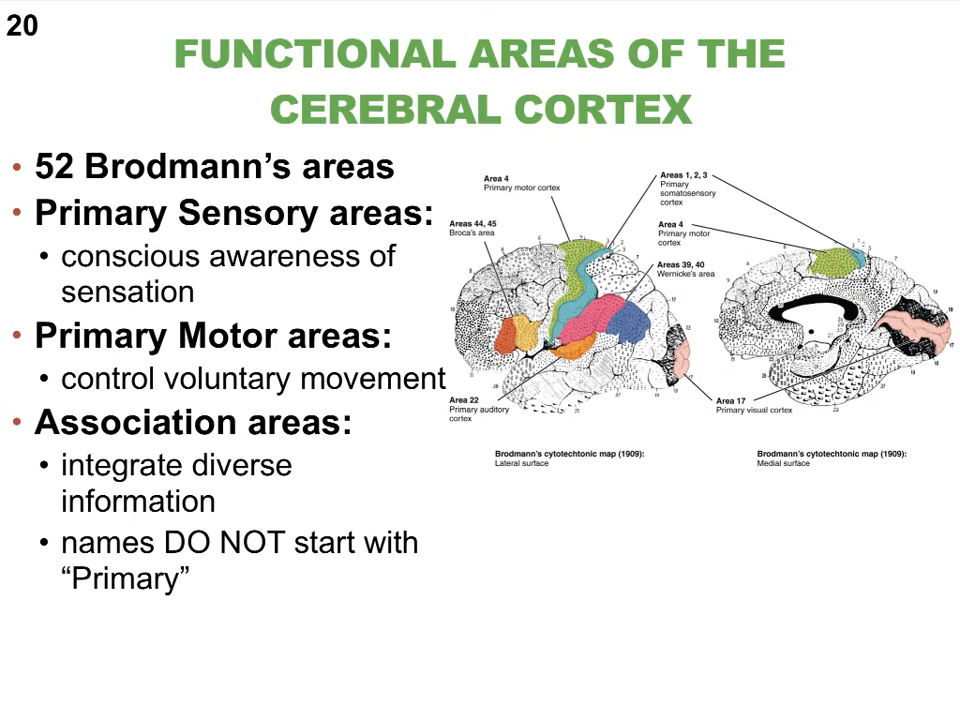 20
FUNCTIONAL AREAS OF THE
CEREBRAL CORTEX
• 52 Brodmann's areas
• Primary Sensory areas:
• conscious awareness of
sensation
• Primary Motor areas:
• control voluntary movement
• Association areas:
• integrate diverse
information
• names DO NOT start with
“Primary”
Area 4
Primary motor cortex
Areas 1, 2, 3
Primary
somatosensory
cortex
Areas 44, 45
Broca's area
Area 4
Primary motor
cortex
Areas 39, 40
Wernicke's area
Area 22
Primary auditory
cortex
Area 17
Primary visual cortex
Brodmann's cytotechtonic map (1909):
Lateral surface
Brodmann's cytotechtonic map (1909):
Medial surface